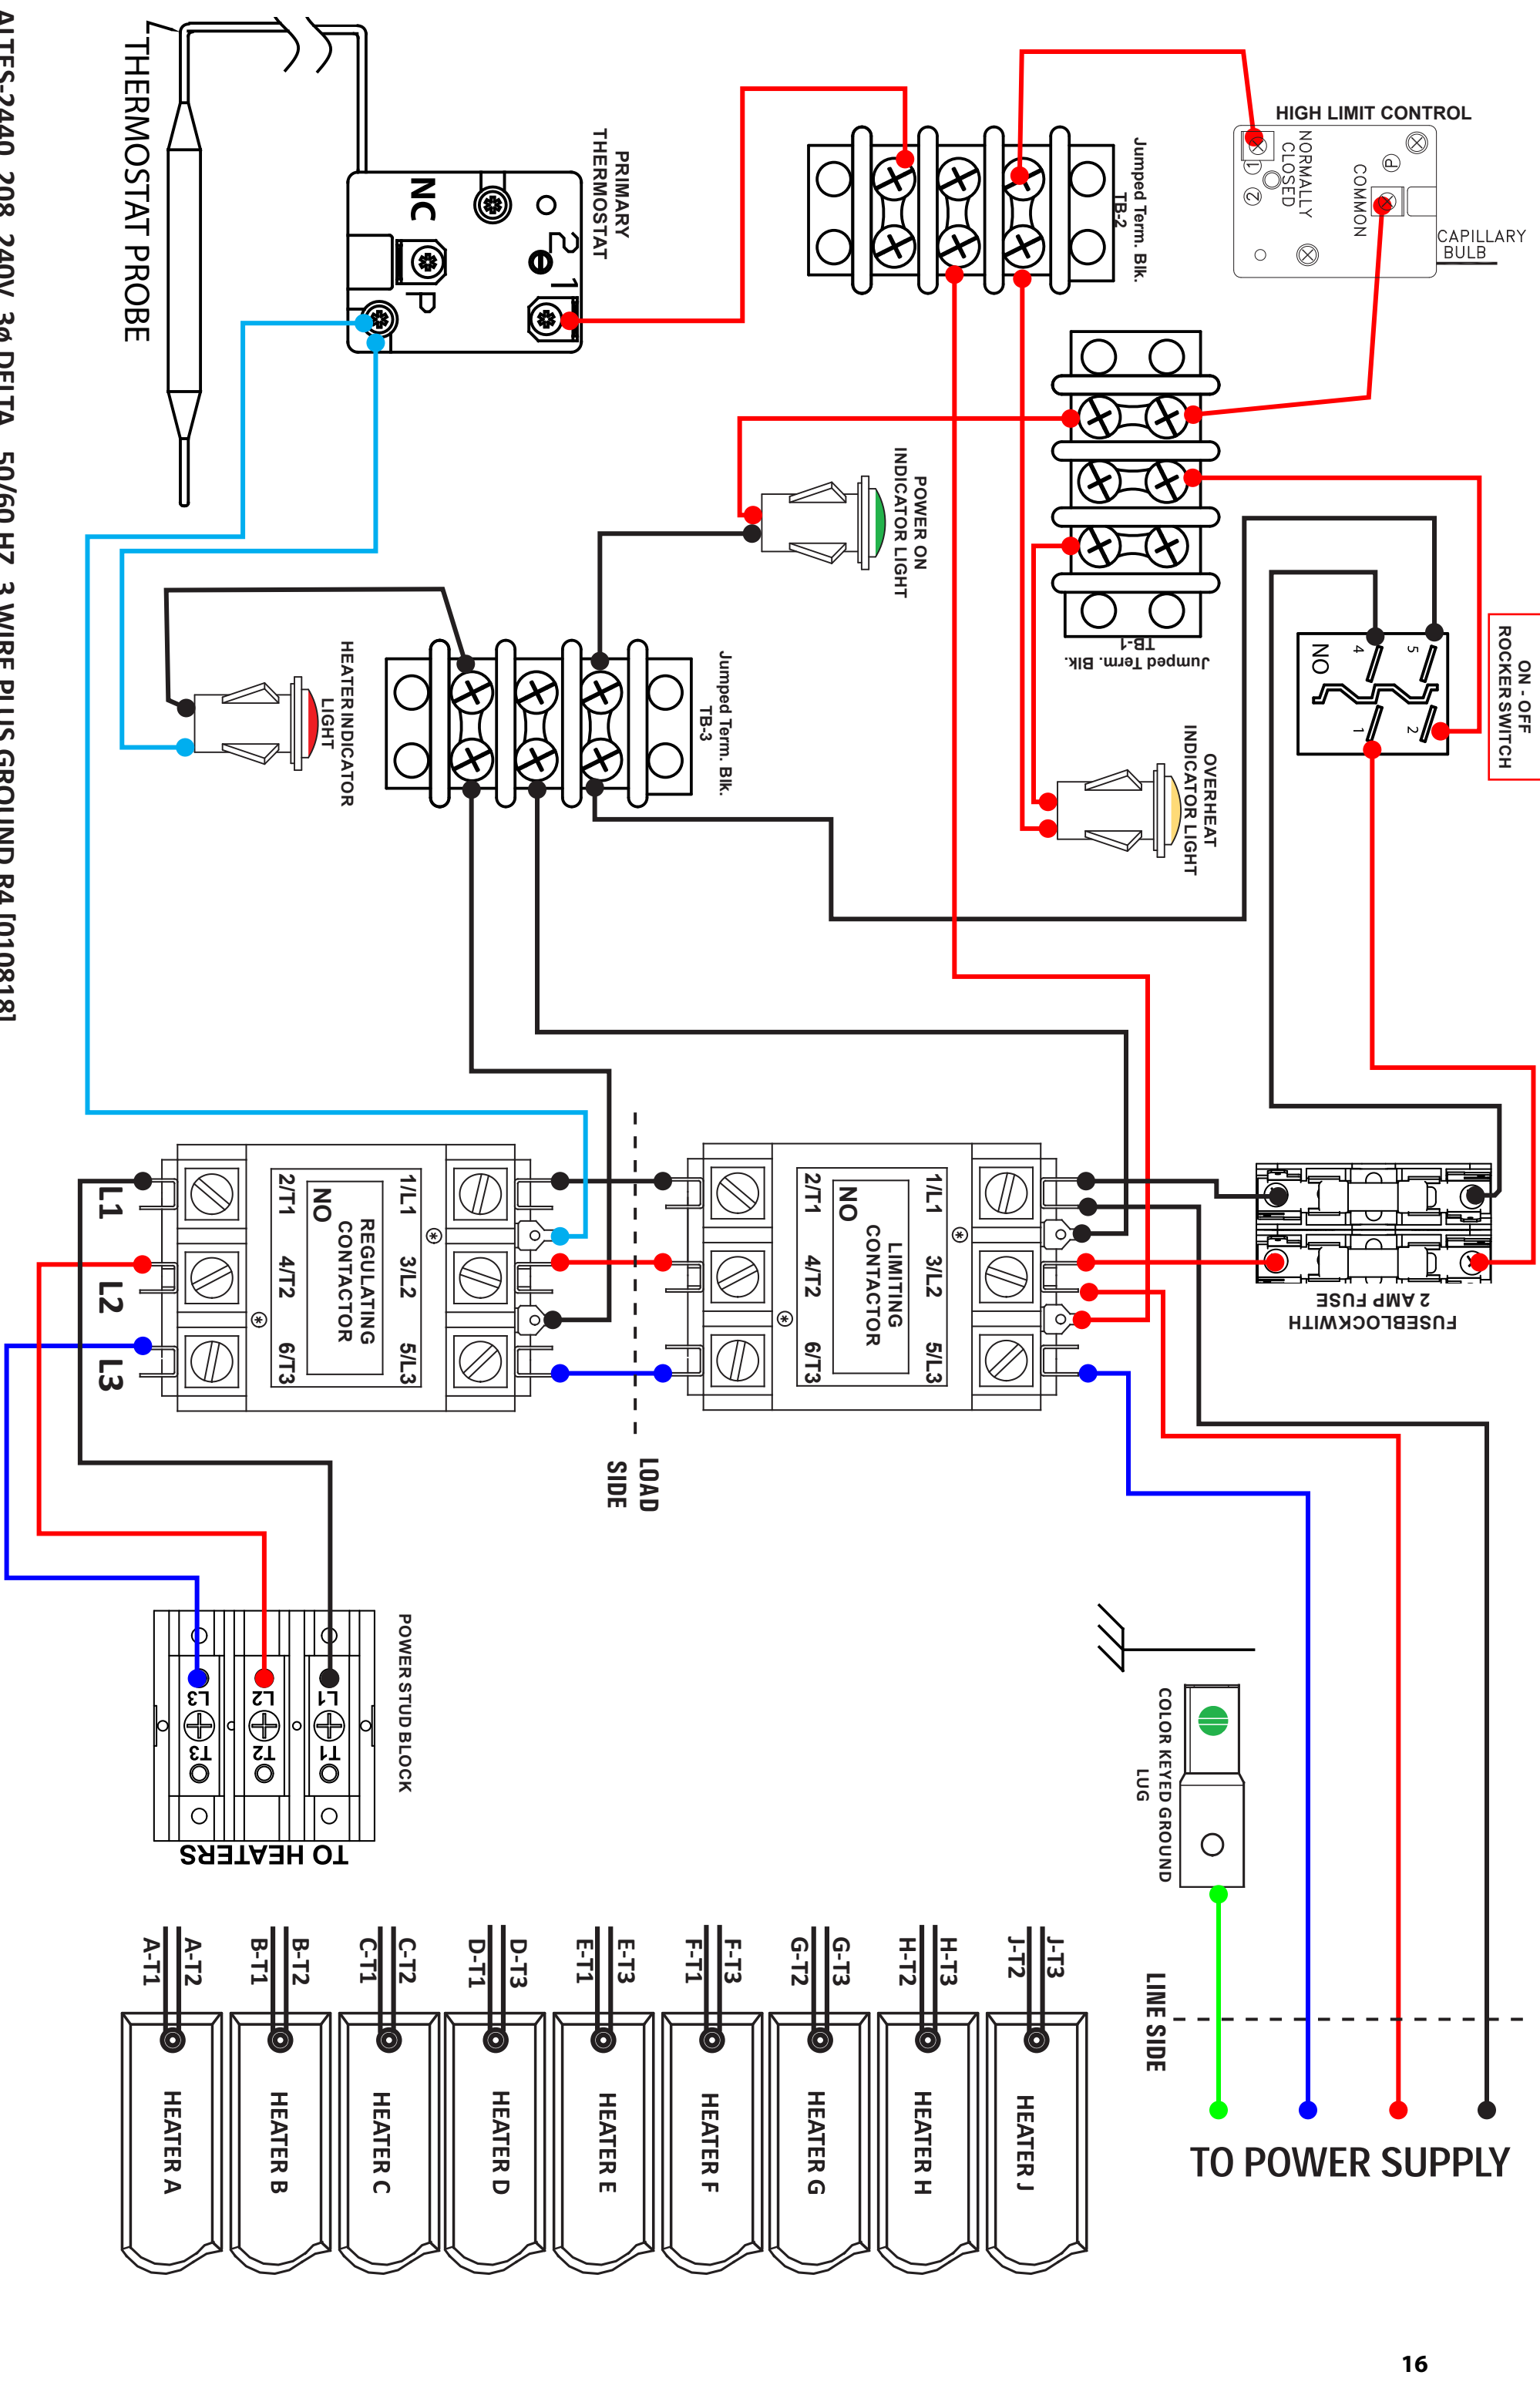 ALTES-2440 208 240V 3ø DELTA 50/60 HZ 3 WIRE PLUS GROUND R4 [010818]
THERMOSTAT PROBE
PRIMARY
THERMOSTAT
NC
2
1
P
Jumped Term. Blk.
TB-2
HIGH LIMIT CONTROL
NORMALLY
CLOSED
1
2
P
COMMON
CAPILLARY
BULB
POWER ON
INDICATOR LIGHT
Jumped Term. Blk.
TB-1
ON - OFF
ROCKER SWITCH
NO
4
5
1
2
HEATER INDICATOR
LIGHT
Jumped Term. Blk.
TB-3
OVERHEAT
INDICATOR LIGHT
REGULATING
CONTACTOR
NO
1/L1
3/L2
5/L3
2/T1
4/T2
6/T3
L1
L2
L3
LIMITING
CONTACTOR
NO
1/L1
3/L2
5/L3
2/T1
4/T2
6/T3
FUSEBLOCKWITH
2 AMP FUSE
LOAD
SIDE
POWER STUD BLOCK
L3
L2
L1
T3
T2
T1
TO HEATERS
COLOR KEYED GROUND
LUG
LINE SIDE
TO POWER SUPPLY
A-T2
A-T1
HEATER A
B-T2
B-T1
HEATER B
C-T2
C-T1
HEATER C
D-T3
D-T1
HEATER D
E-T3
E-T1
HEATER E
F-T3
F-T1
HEATER F
G-T3
G-T2
HEATER G
H-T3
H-T2
HEATER H
J-T3
J-T2
HEATER J
16